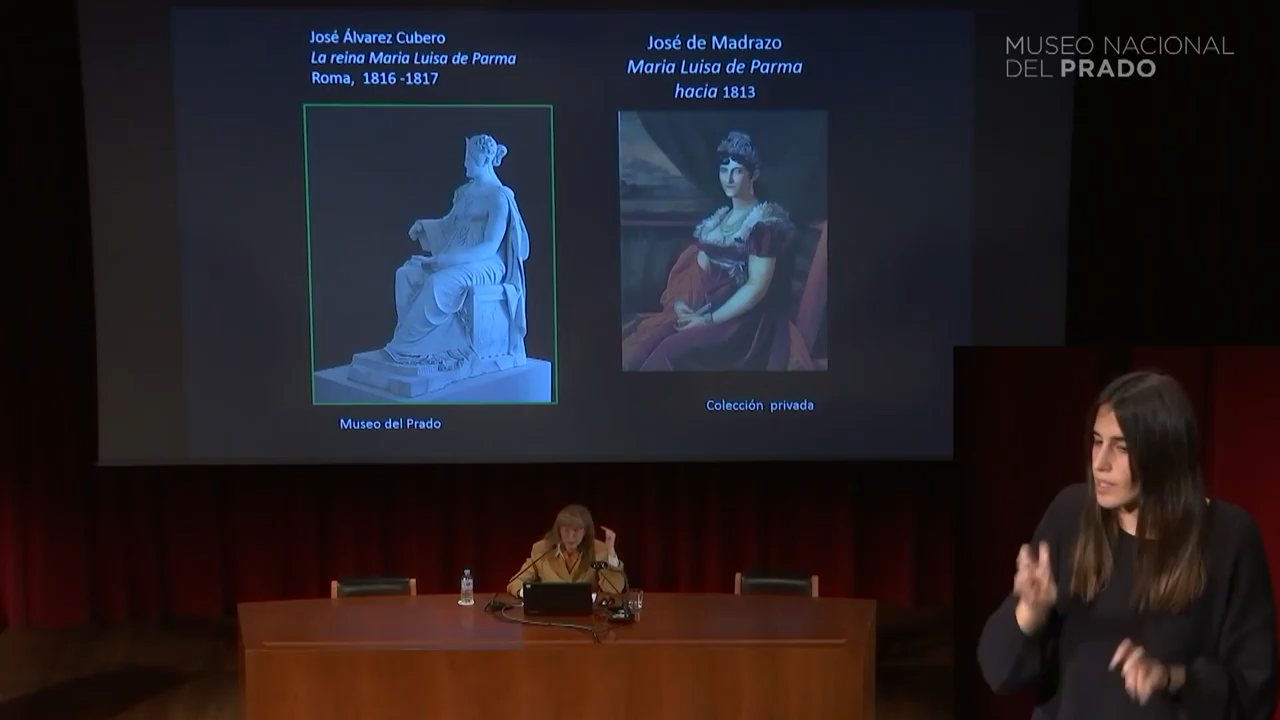 José Álvarez Cubero
La reina Maria Luisa de Parma
Roma, 1816 -1817
José de Madrazo
Maria Luisa de Parma
hacia 1813
MUSEO NACIONAL
DEL PRADO
Museo del Prado
Colección privada